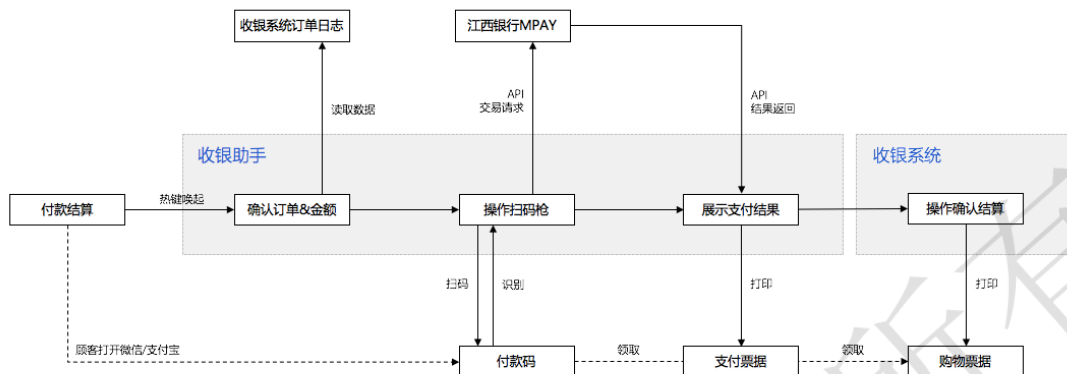 收银系统订单日志
江西银行MPAY
读取数据
API
交易请求
API
结果返回
收银助手
收银系统
付款结算
热键唤起
确认订单&金额
操作扫码枪
展示支付结果
操作确认结算
扫码
识别
打印
打印
顾客打开微信/支付宝
付款码
领取
支付票据
领取
购物票据
所有